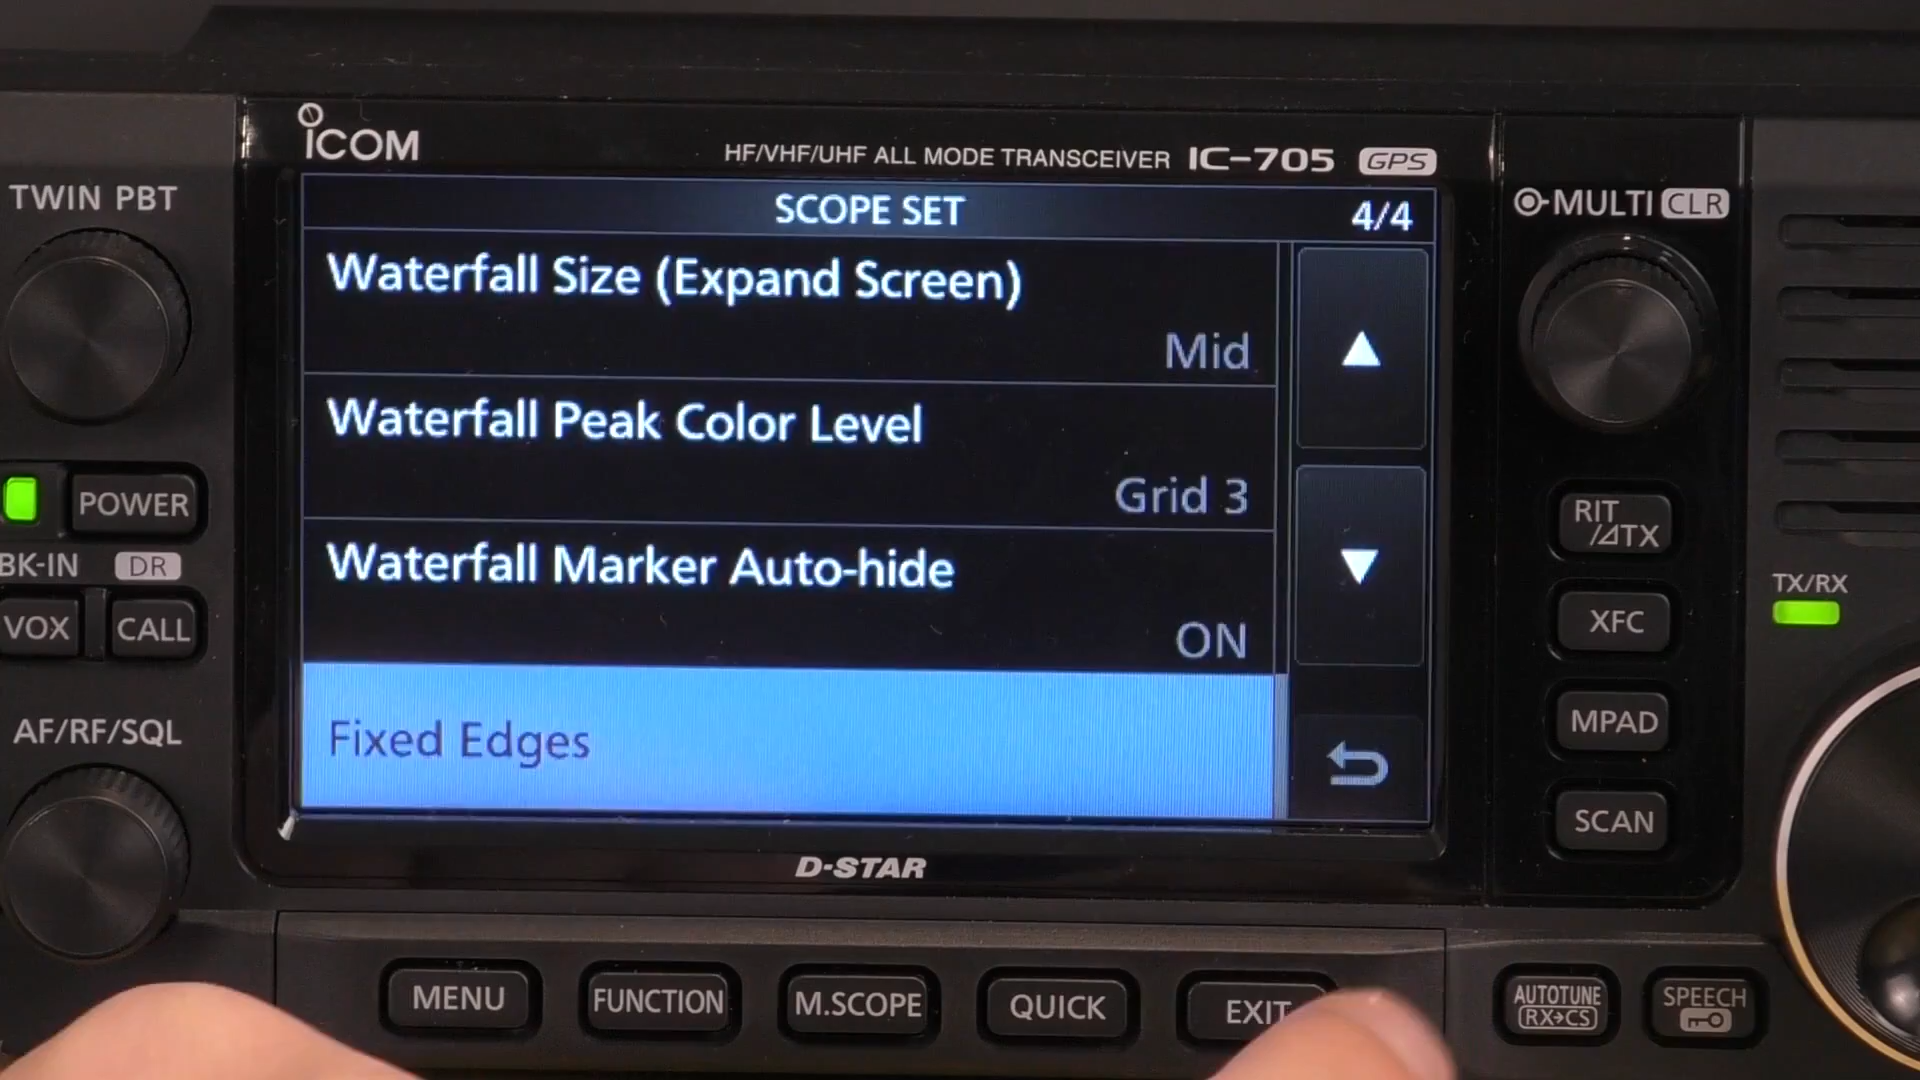 ICOM
HF/VHF/UHF ALL MODE TRANSCEIVER IC-705 GPS
TWIN PBT
SCOPE SET 4/4
MULTI CLR
Waterfall Size (Expand Screen)
Mid
Waterfall Peak Color Level
Grid 3
Waterfall Marker Auto-hide
ON
Fixed Edges
POWER
BK-IN DR
VOX CALL
AF/RF/SQL
RIT
/⊿TX
XFC
TX/RX
MPAD
SCAN
D-STAR
MENU FUNCTION M.SCOPE QUICK EXIT
AUTOTUNE
RX→CS
SPEECH